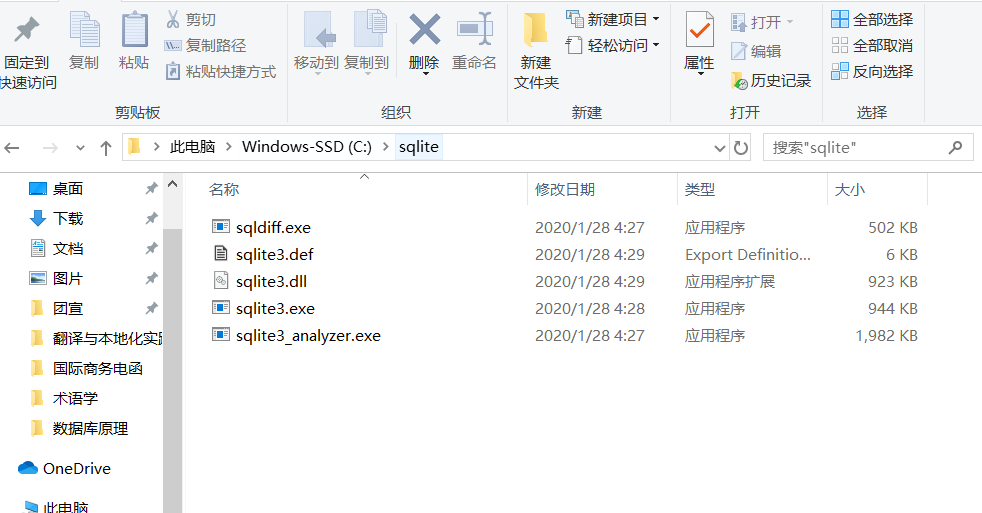 固定到
快速访问
复制
粘贴
剪切
复制路径
粘贴快捷方式
剪贴板
移动到
复制到
删除
重命名
组织
新建
文件夹
新建项目
轻松访问
新建
属性
打开
编辑
历史记录
打开
全部选择
全部取消
反向选择
选择
此电脑 > Windows-SSD (C:) > sqlite
搜索"sqlite"
桌面
下载
文档
图片
团宣
翻译与本地化实践
国际商务电函
术语学
数据库原理
OneDrive
此电脑
名称 修改日期 类型 大小
sqldiff.exe 2020/1/28 4:27 应用程序 502 KB
sqlite3.def 2020/1/28 4:29 Export Definitio... 6 KB
sqlite3.dll 2020/1/28 4:29 应用程序扩展 923 KB
sqlite3.exe 2020/1/28 4:28 应用程序 944 KB
sqlite3_analyzer.exe 2020/1/28 4:27 应用程序 1,982 KB